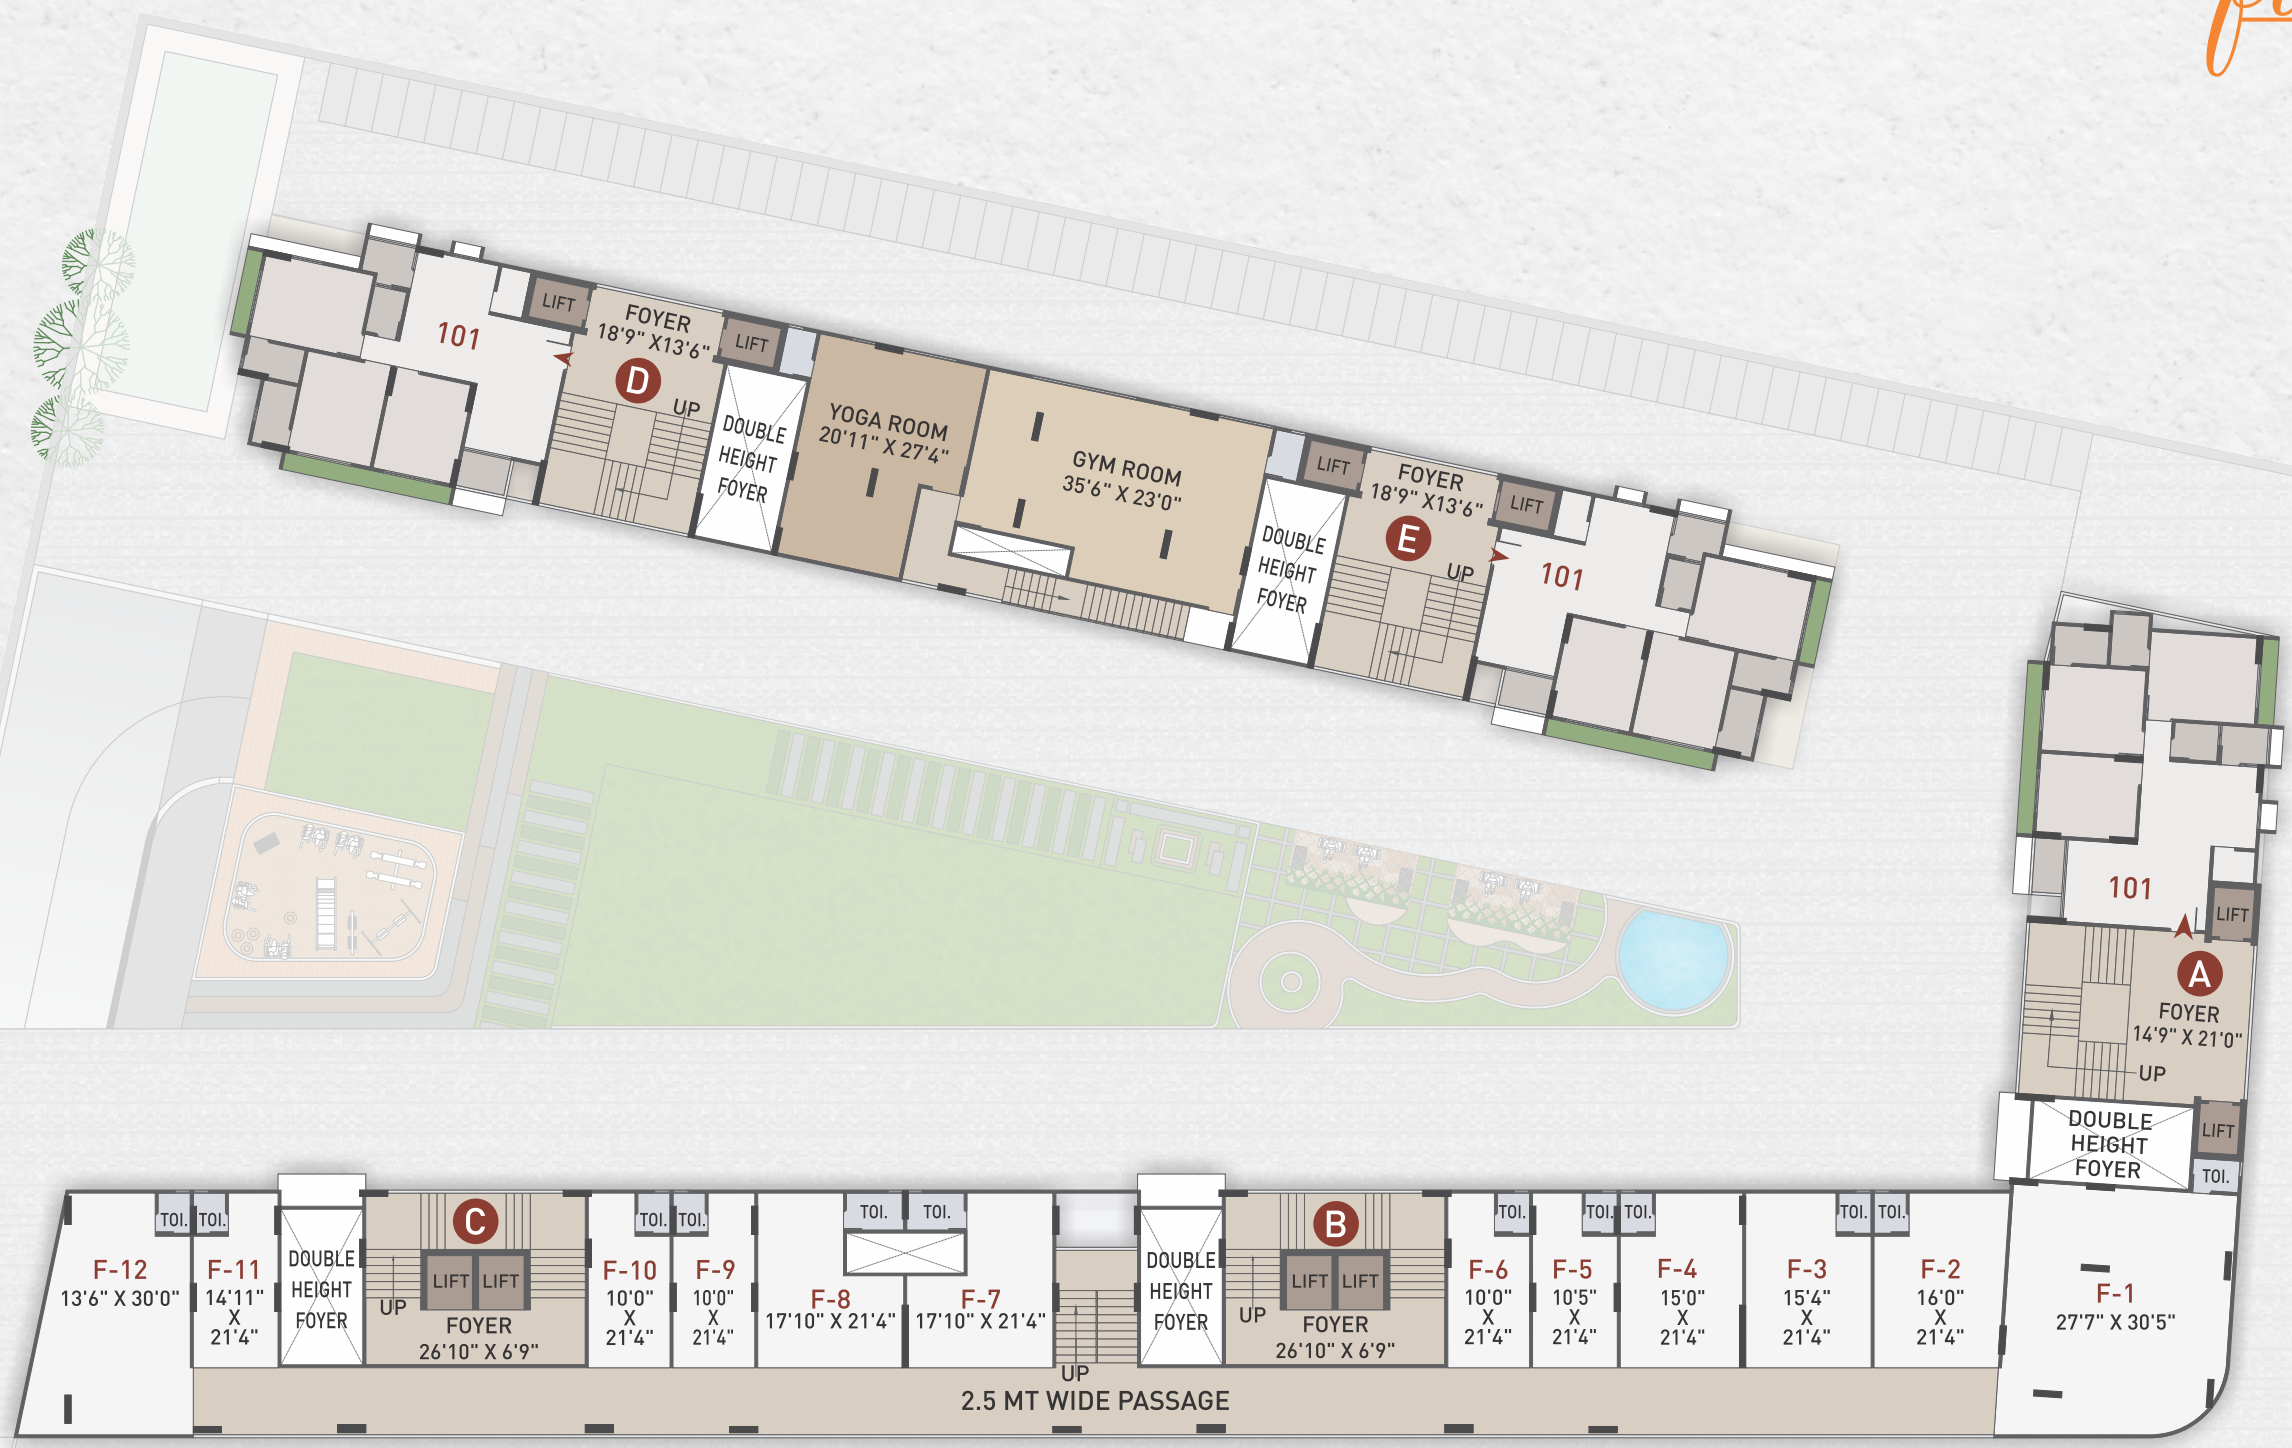 LIFT
FOYER
18'9" X13'6"
D
UP
LIFT
101
DOUBLE
HEIGHT
FOYER
YOGA ROOM
20'11" X 27'4"
GYM ROOM
35'6" X 23'0"
DOUBLE
HEIGHT
FOYER
LIFT
FOYER
18'9" X13'6"
E
UP
LIFT
101
101
LIFT
A
FOYER
14'9" X 21'0"
UP
DOUBLE
HEIGHT
FOYER
LIFT
TOI.
F-12
13'6" X 30'0"
TOI.
TOI.
F-11
14'11"
X
21'4"
DOUBLE
HEIGHT
FOYER
C
LIFT
LIFT
UP
FOYER
26'10" X 6'9"
TOI.
TOI.
F-10
10'0"
X
21'4"
F-9
10'0"
X
21'4"
TOI.
TOI.
F-8
17'10" X 21'4"
F-7
17'10" X 21'4"
UP
DOUBLE
HEIGHT
FOYER
B
LIFT
LIFT
UP
FOYER
26'10" X 6'9"
TOI.
F-6
10'0"
X
21'4"
TOI.
TOI.
F-5
10'5"
X
21'4"
F-4
15'0"
X
21'4"
TOI.
TOI.
F-3
15'4"
X
21'4"
F-2
16'0"
X
21'4"
F-1
27'7" X 30'5"
2.5 MT WIDE PASSAGE